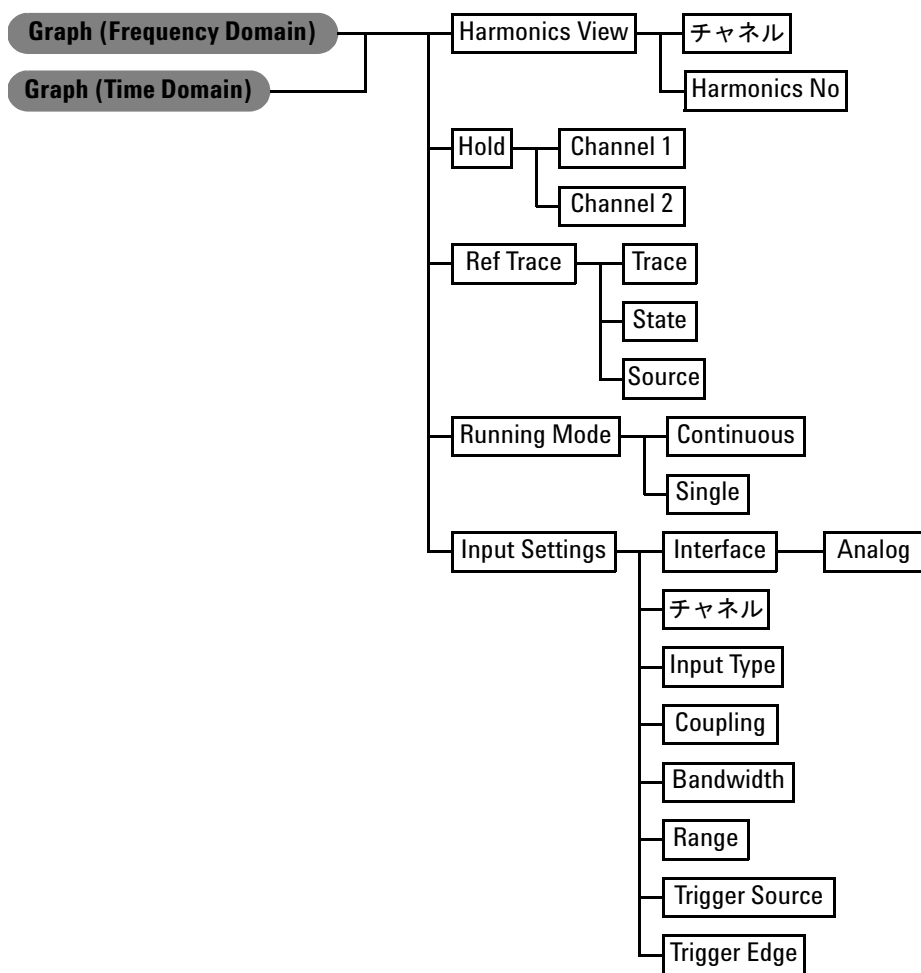 Graph (Frequency Domain)
Harmonics View
チャネル
Graph (Time Domain)
Harmonics No
Hold
Channel 1
Channel 2
Ref Trace
Trace
State
Source
Running Mode
Continuous
Single
Input Settings
Interface
Analog
チャネル
Input Type
Coupling
Bandwidth
Range
Trigger Source
Trigger Edge